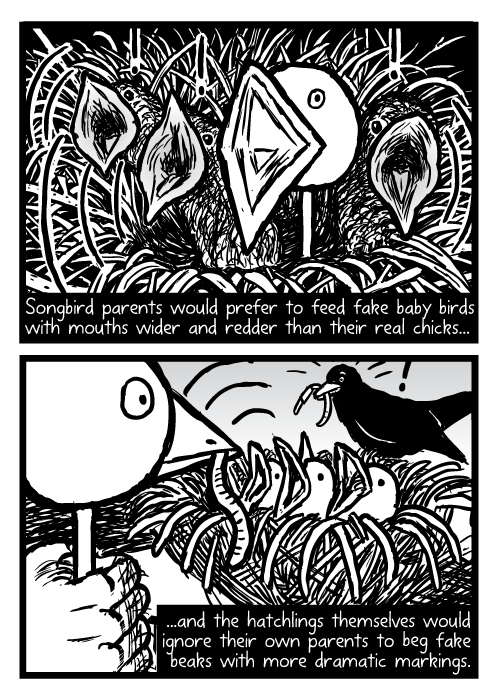 Songbird parents would prefer to feed fake baby birds
with mouths wider and redder than their real chicks...
!
...and the hatchlings themselves would
ignore their own parents to beg fake
beaks with more dramatic markings.